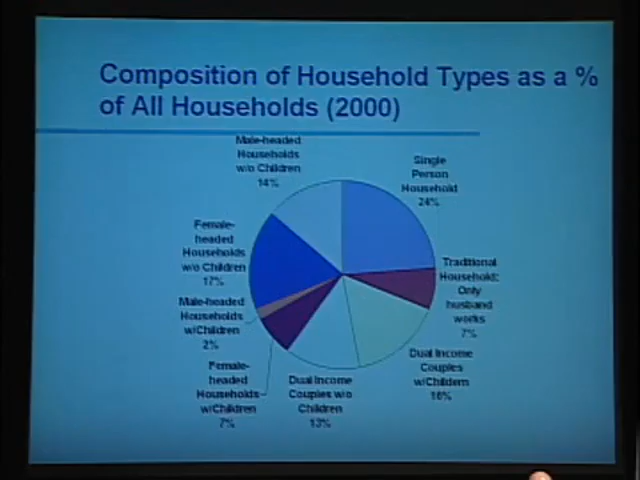 Composition of Household Types as a %
of All Households (2000)
Male-headed
Households
w/o Children
14%
Single
Person
Household
24%
Female-
headed
Households
w/o Children
17%
Traditional
Household:
Only
husband
works
7%
Male-headed
Households
w/Children
2%
Dual Income
Couples
w/Childern
16%
Female-
headed
Households
w/Children
7%
Dual Income
Couples w/o
Children
13%